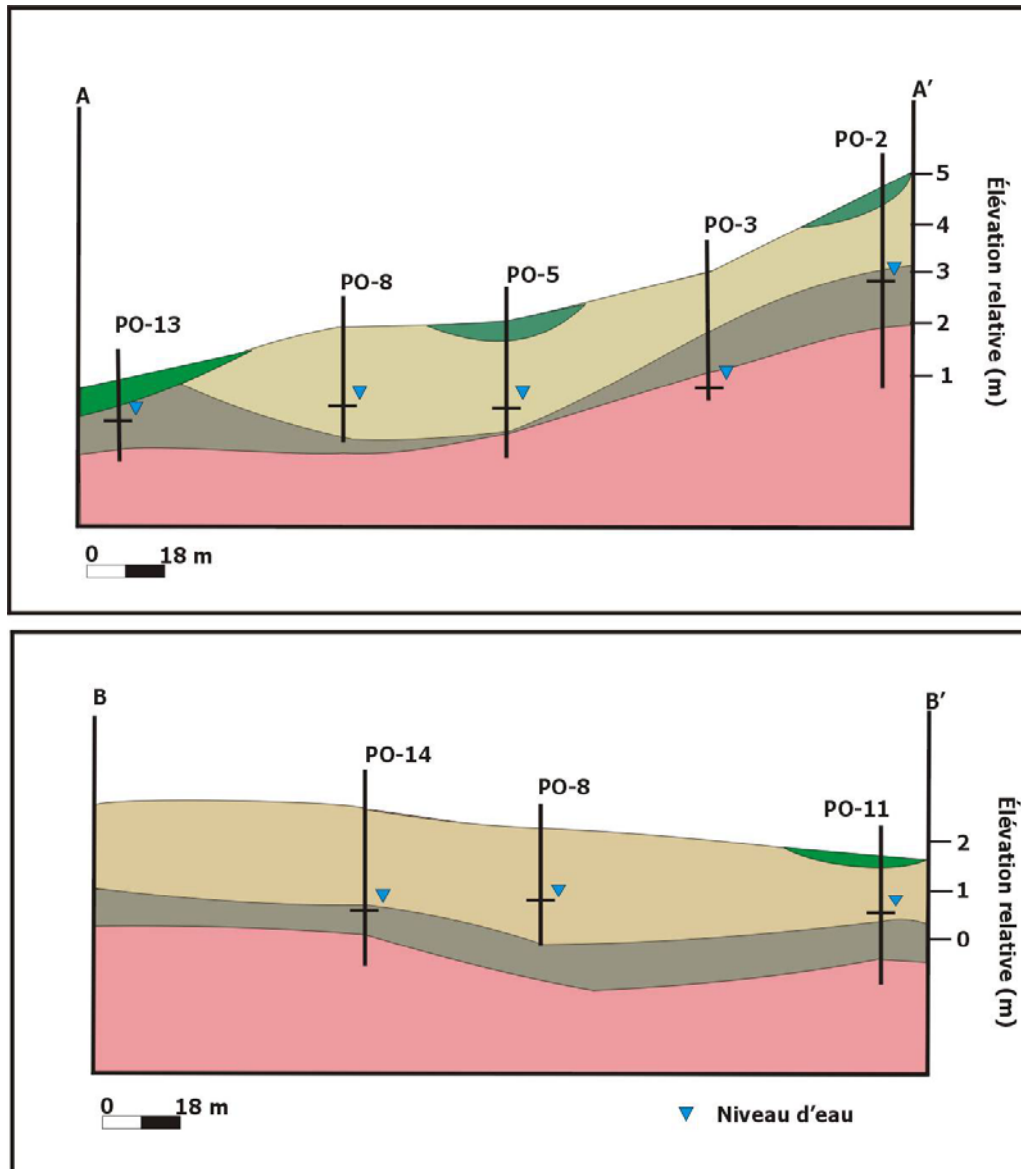 A
A’
PO-2
5
4
3
2
1
Élévation relative (m)
PO-3
PO-5
PO-8
PO-13
0 18 m
B
B’
PO-14
PO-8
PO-11
2
1
0
Élévation relative (m)
0 18 m
Niveau d’eau